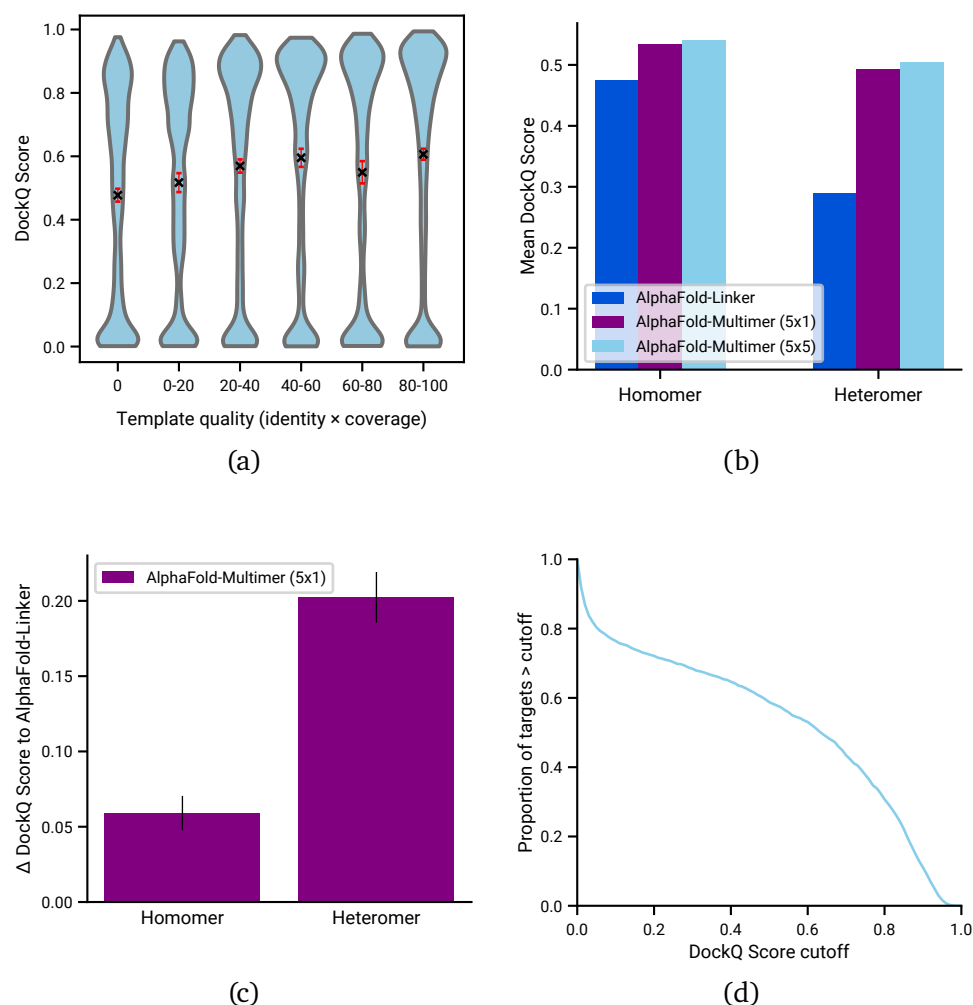 1.0
0.8
0.6
0.4
0.2
0.0
DockQ Score
0 0-20 20-40 40-60 60-80 80-100
Template quality (identity × coverage)
(a)
0.5
0.4
0.3
0.2
0.1
0.0
Mean DockQ Score
AlphaFold-Linker
AlphaFold-Multimer (5x1)
AlphaFold-Multimer (5x5)
Homomer Heteromer
(b)
AlphaFold-Multimer (5x1)
0.20
0.15
0.10
0.05
0.00
Δ DockQ Score to AlphaFold-Linker
Homomer Heteromer
(c)
1.0
0.8
0.6
0.4
0.2
0.0
Proportion of targets > cutoff
0.0 0.2 0.4 0.6 0.8 1.0
DockQ Score cutoff
(d)